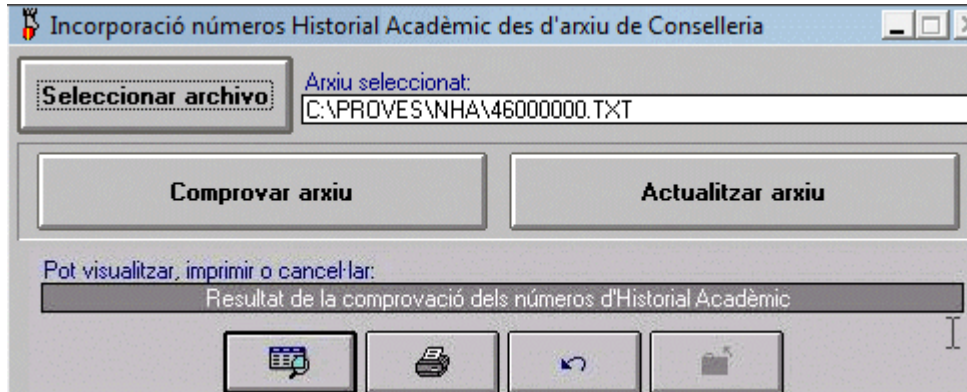 Incorporació números Historial Acadèmic des d'arxiu de Conselleria
Seleccionar archivo
Arxiu seleccionat:
C:\PROVES\NHA\46000000.TXT
Comprovar arxiu
Actualitzar arxiu
Pot visualitzar, imprimir o cancel·lar:
Resultat de la comprovació dels números d'Historial Acadèmic